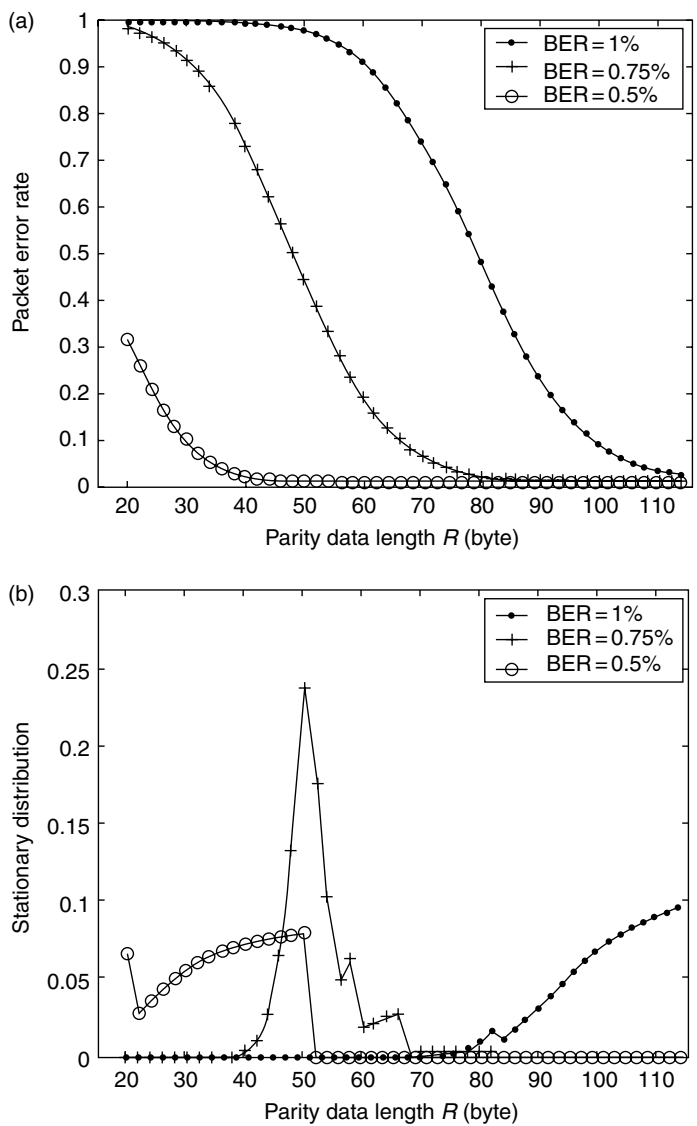 (a)
1
0.9
0.8
0.7
0.6
0.5
0.4
0.3
0.2
0.1
0
Packet error rate
BER = 1%
BER = 0.75%
BER = 0.5%
20 30 40 50 60 70 80 90 100 110
Parity data length R (byte)
(b)
0.3
0.25
0.2
0.15
0.1
0.05
0
Stationary distribution
BER = 1%
BER = 0.75%
BER = 0.5%
20 30 40 50 60 70 80 90 100 110
Parity data length R (byte)